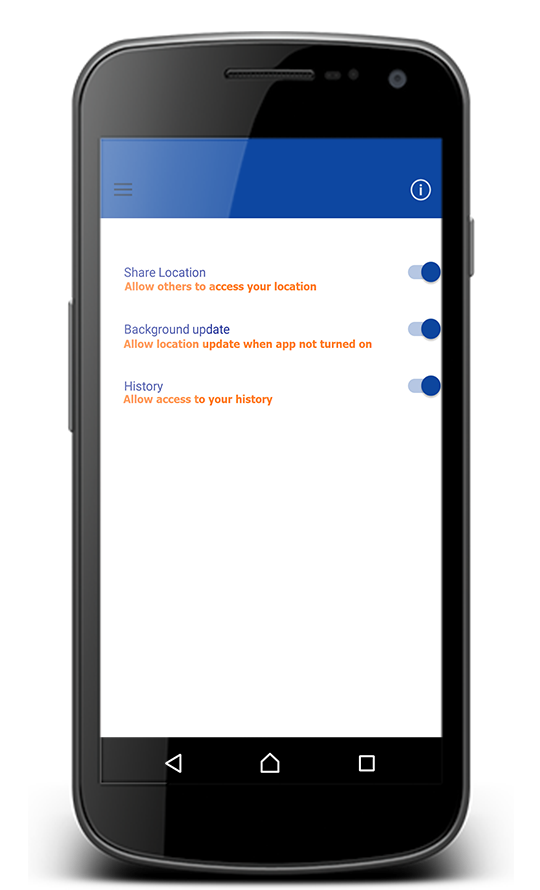 Share Location
Allow others to access your location
Background update
Allow location update when app not turned on
History
Allow access to your history